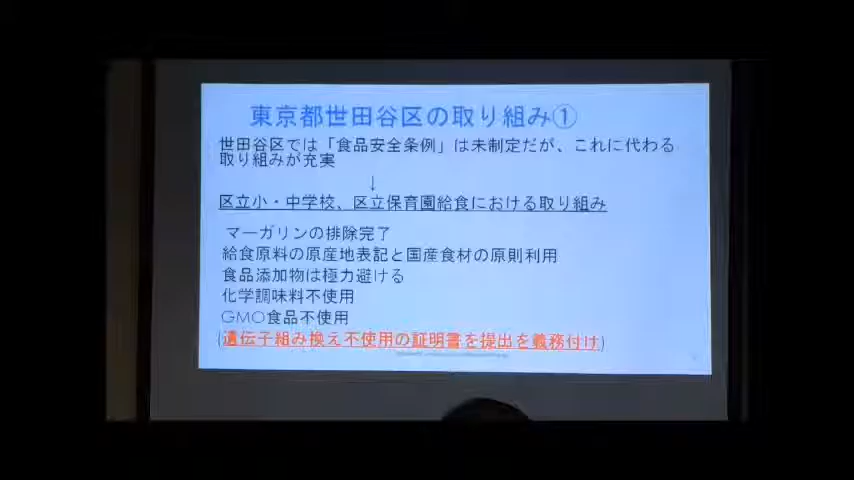 東京都世田谷区の取り組み①
世田谷区では「食品安全条例」は未制定だが、これに代わる
取り組みが充実
↓
区立小・中学校、区立保育園給食における取り組み
マーガリンの排除完了
給食原料の原産地表記と国産食材の原則利用
食品添加物は極力避ける
化学調味料不使用
GMO食品不使用
(遺伝子組み換え不使用の証明書を提出を義務付け)